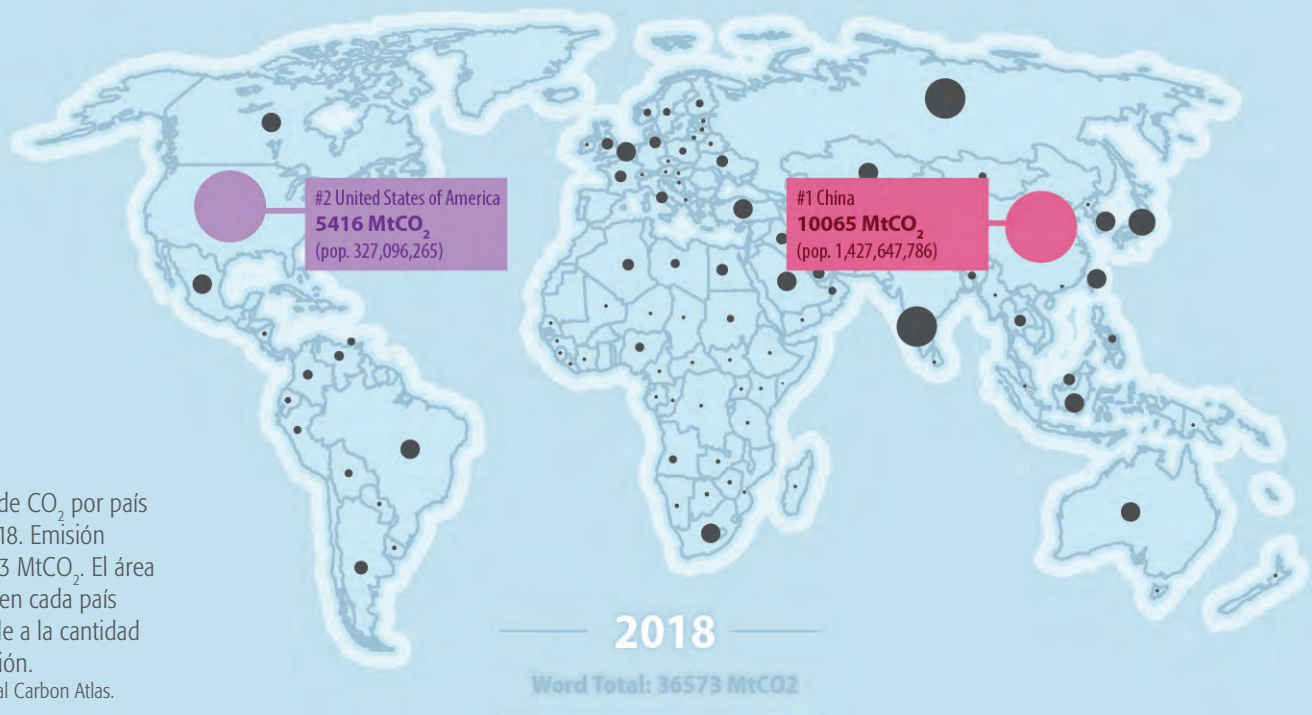 #2 United States of America
5416 MtCO₂
(pop. 327,096,265)
#1 China
10065 MtCO₂
(pop. 1,427,647,786)
de CO₂ por país
18. Emisión
3 MtCO₂. El área
en cada país
le a la cantidad
ión.
al Carbon Atlas.
2018
Word Total: 36573 MtCO2